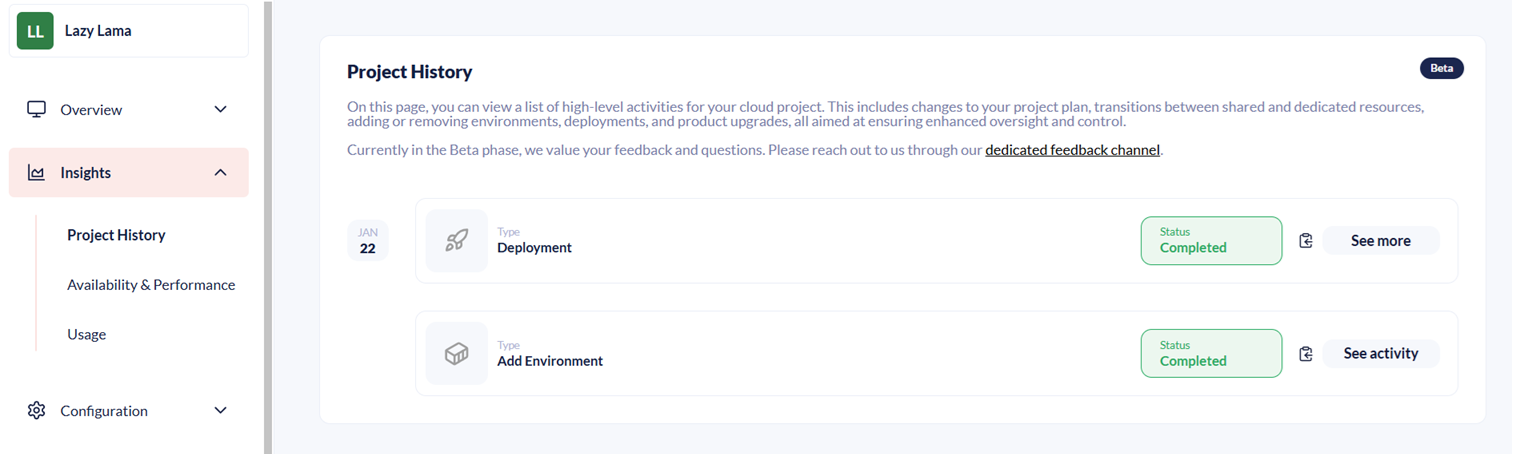 LL
Lazy Lama
Overview
Insights
Project History
Availability & Performance
Usage
Configuration
Project History
Beta
On this page, you can view a list of high-level activities for your cloud project. This includes changes to your project plan, transitions between shared and dedicated resources,
adding or removing environments, deployments, and product upgrades, all aimed at ensuring enhanced oversight and control.
Currently in the Beta phase, we value your feedback and questions. Please reach out to us through our dedicated feedback channel.
JAN
22
Type
Deployment
Status
Completed
See more
Type
Add Environment
Status
Completed
See activity